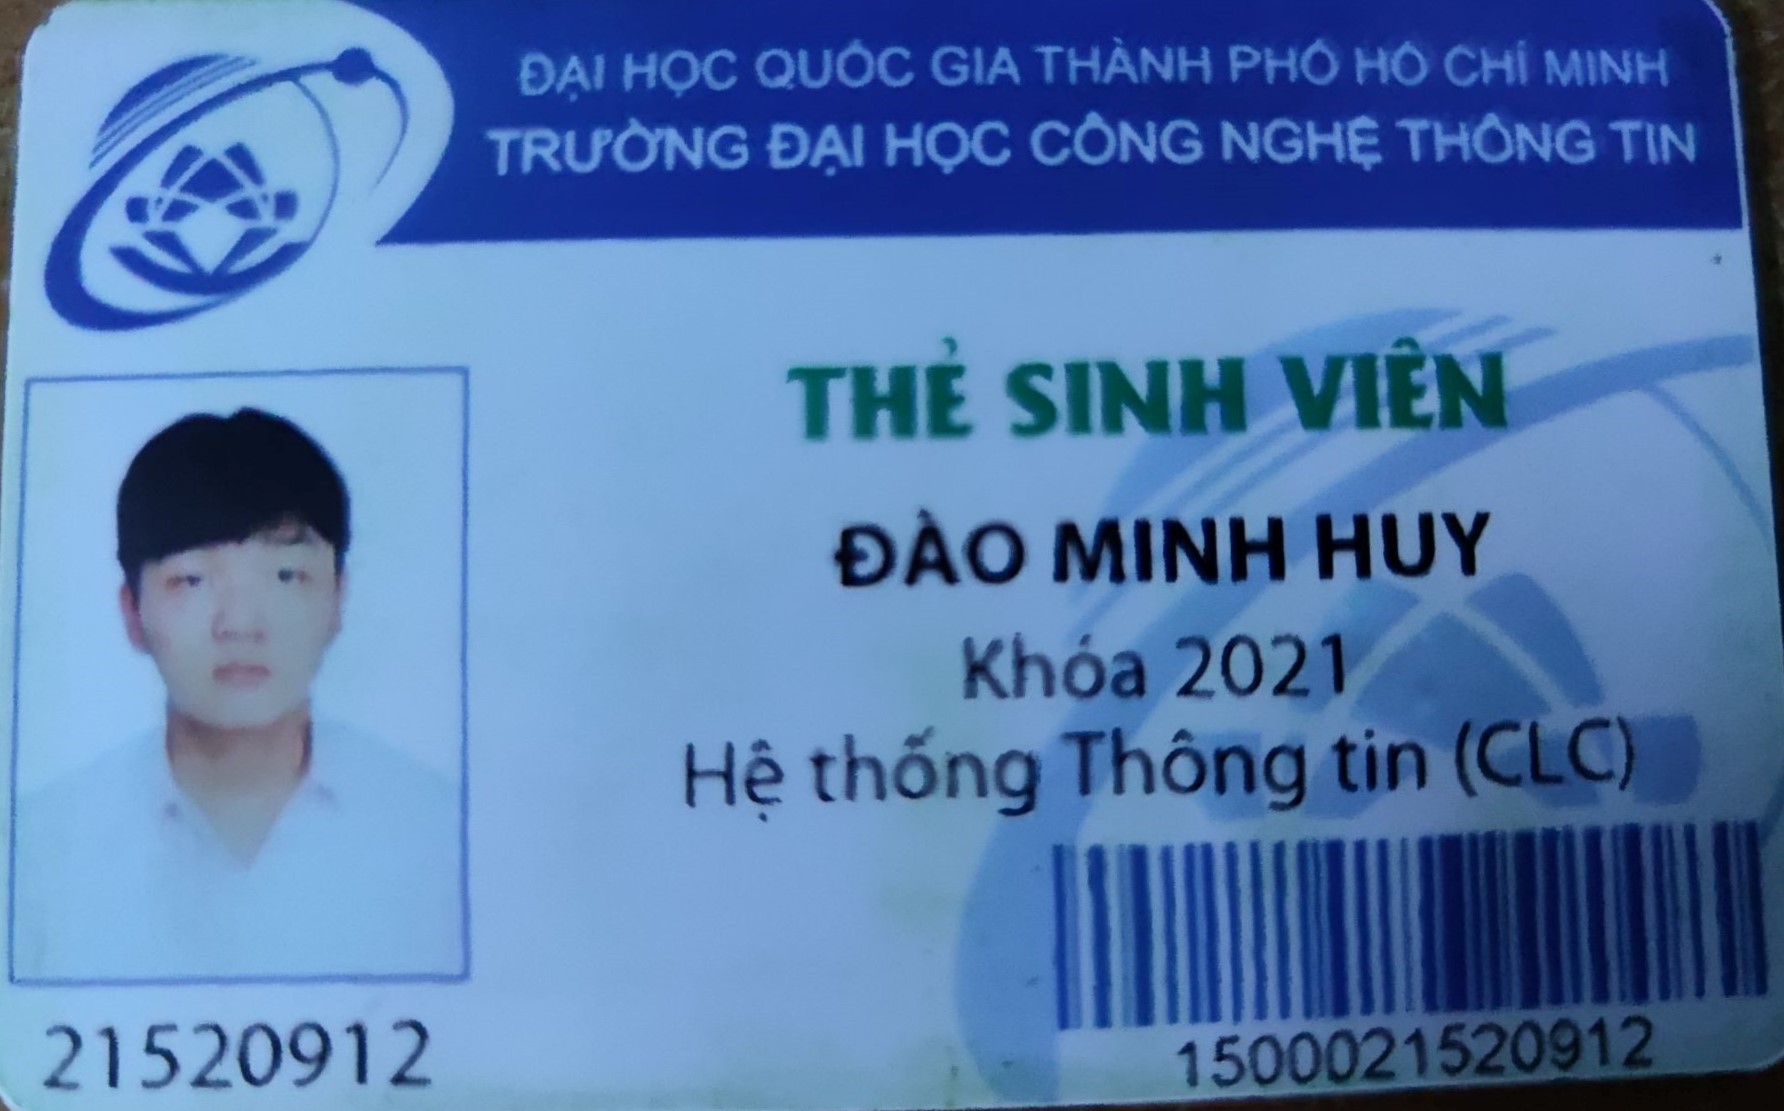 ĐẠI HỌC QUỐC GIA THÀNH PHỐ HỒ CHÍ MINH
TRƯỜNG ĐẠI HỌC CÔNG NGHỆ THÔNG TIN
THẺ SINH VIÊN
ĐÀO MINH HUY
Khóa 2021
Hệ thống Thông tin (CLC)
21520912
1500021520912